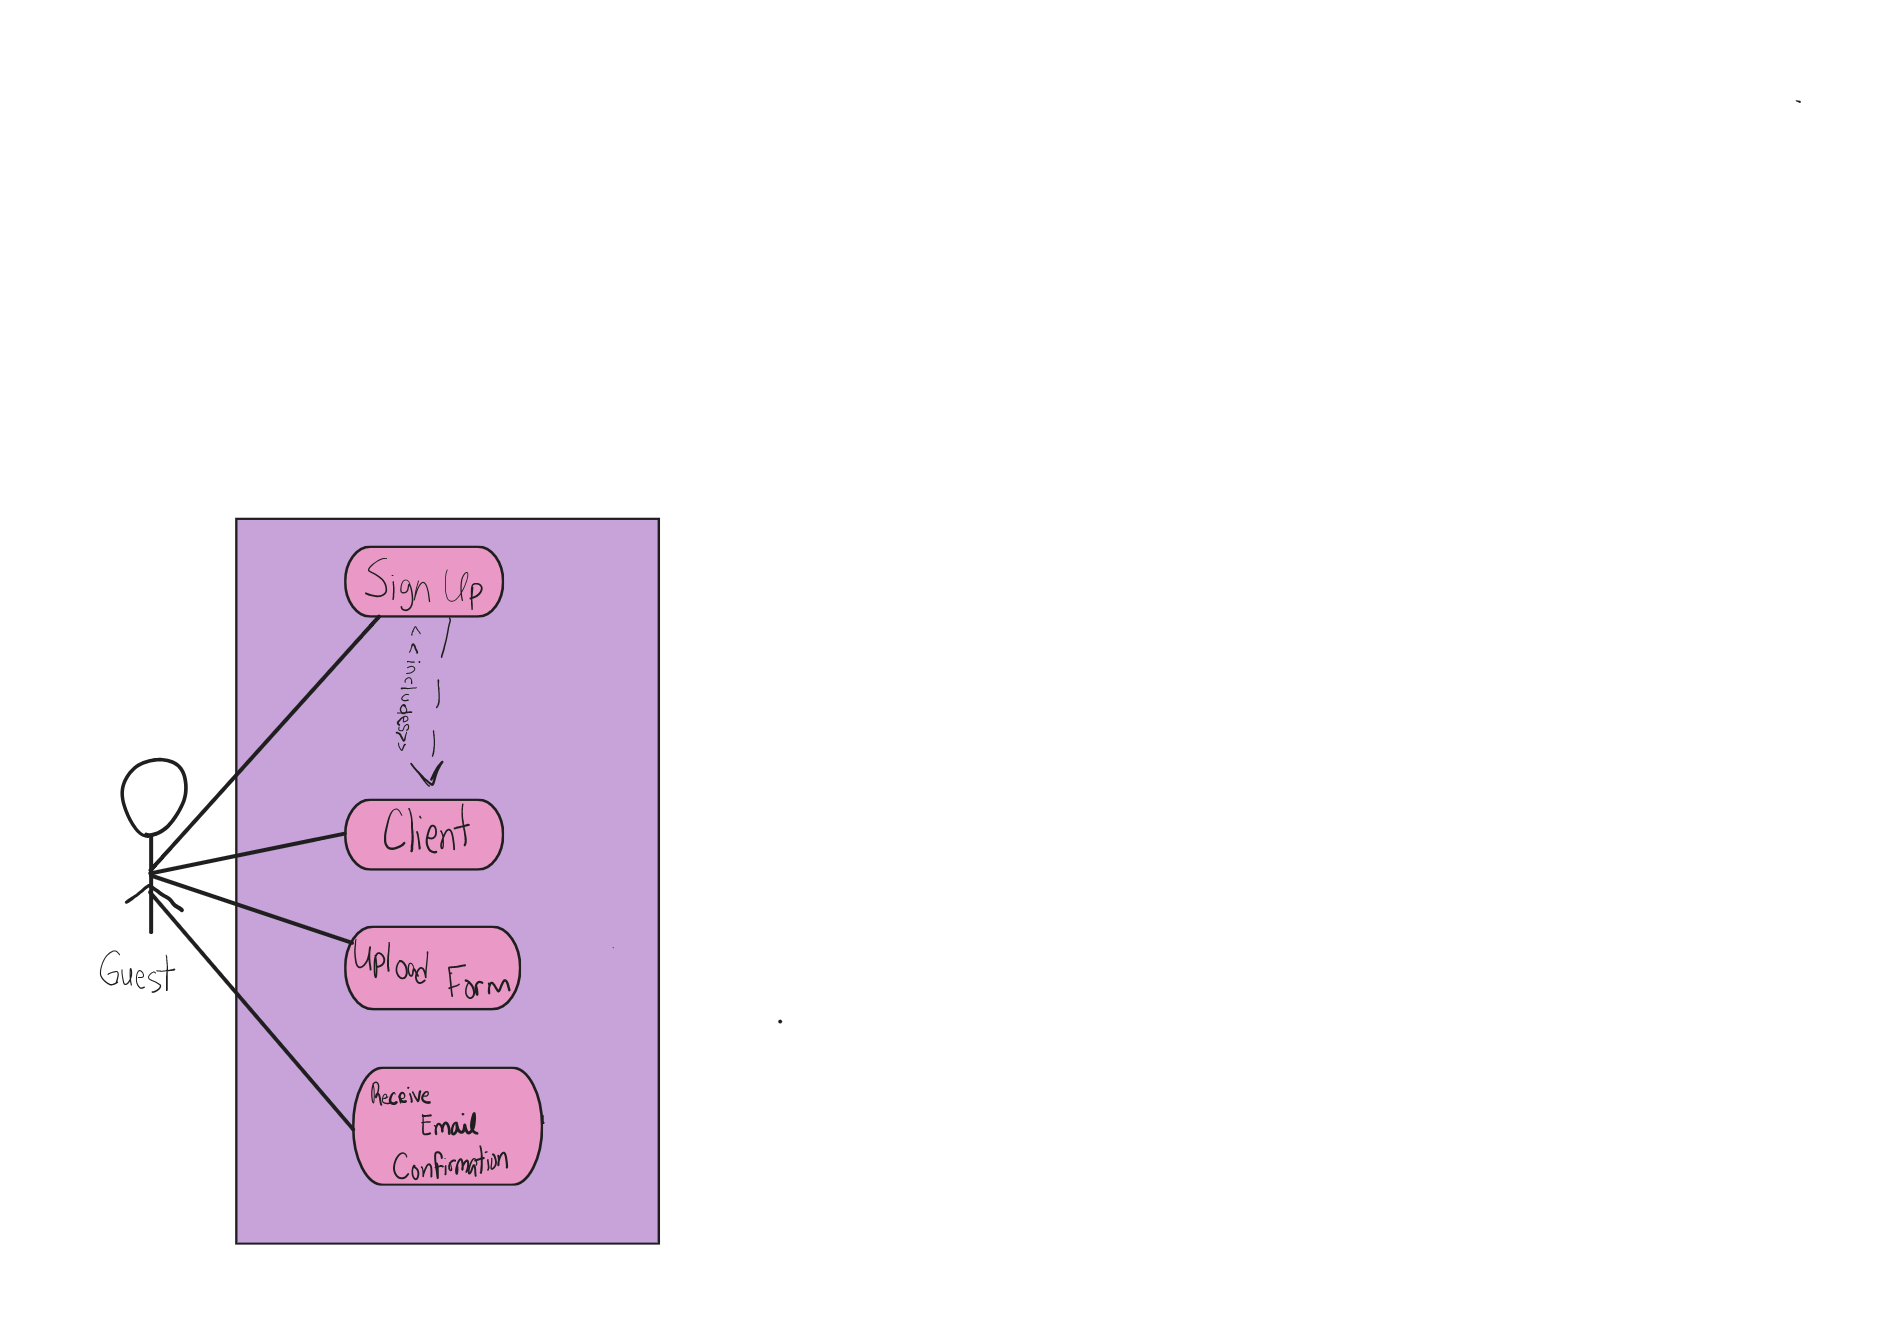 Sign Up
<<includes>>
Client
Guest
Upload Form
Receive
Email
Confirmation